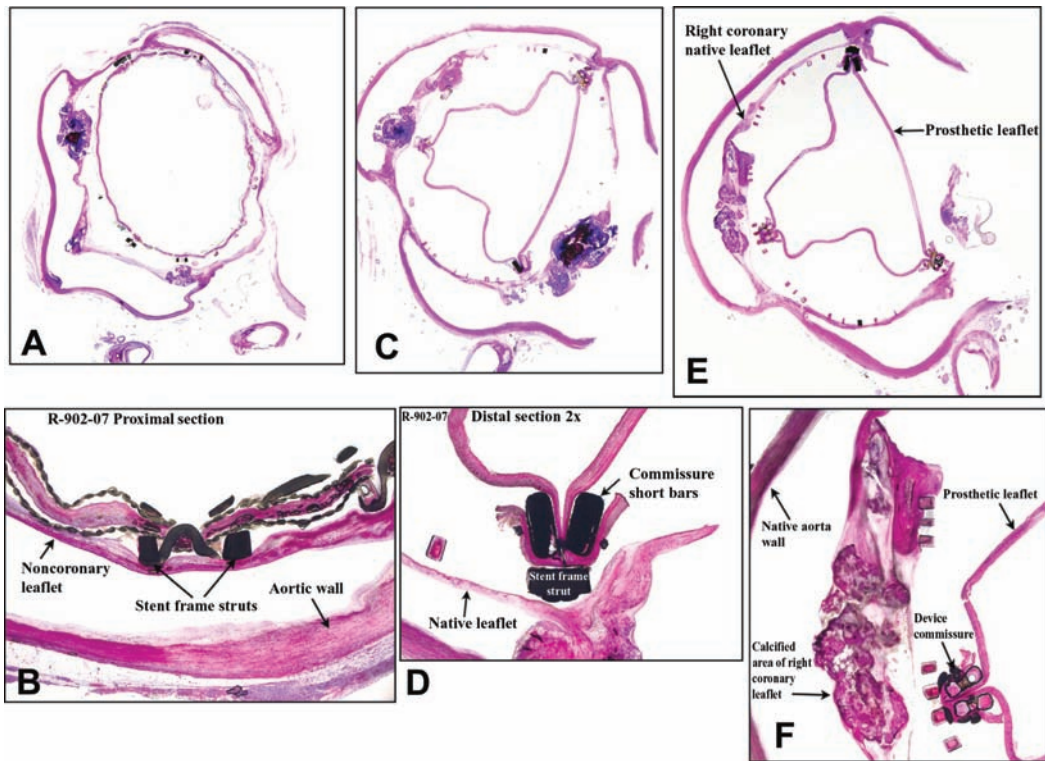 A
C
Right coronary
native leaflet
Prosthetic leaflet
E
R-902-07 Proximal section
Noncoronary
leaflet
Stent frame struts
Aortic wall
B
R-902-07
Distal section 2x
Commissure
short bars
Stent frame
strut
Native leaflet
D
Native aorta
wall
Prosthetic leaflet
Device
commissure
Calcified
area of right
coronary
leaflet
F